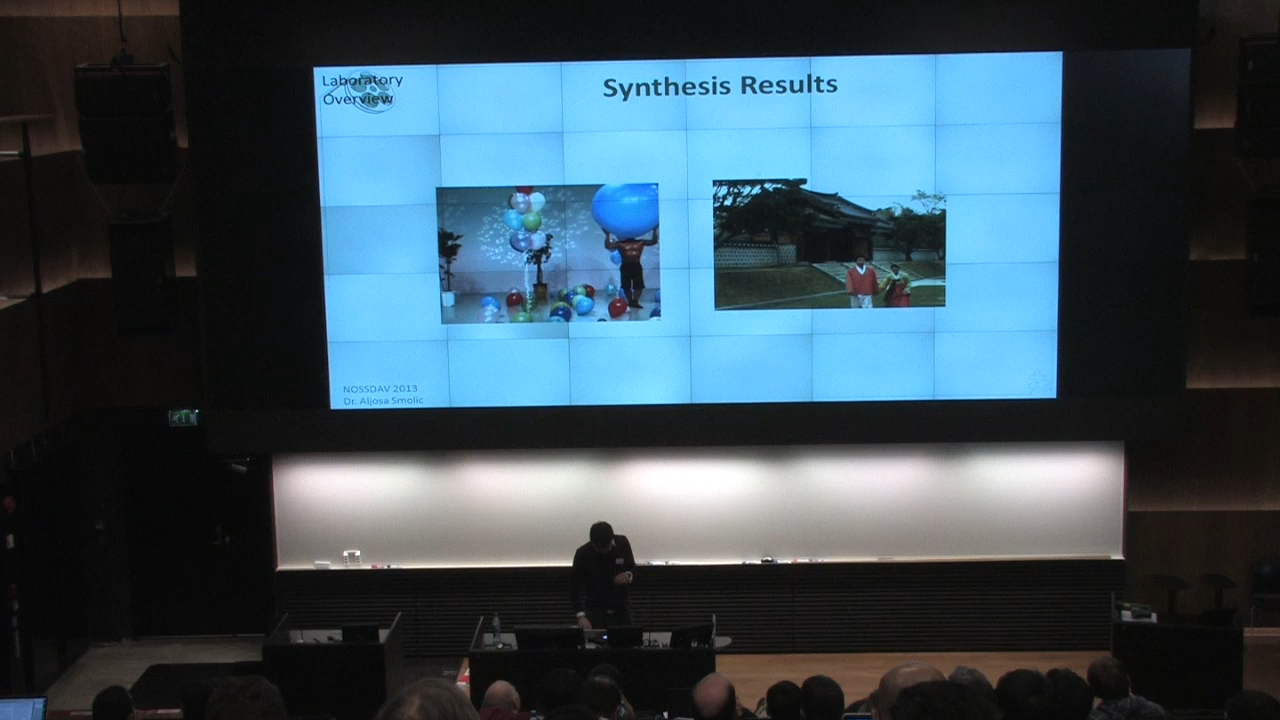 Laboratory
Overview
Synthesis Results
NOSSDAV 2013
Dr. Aljosa Smolic